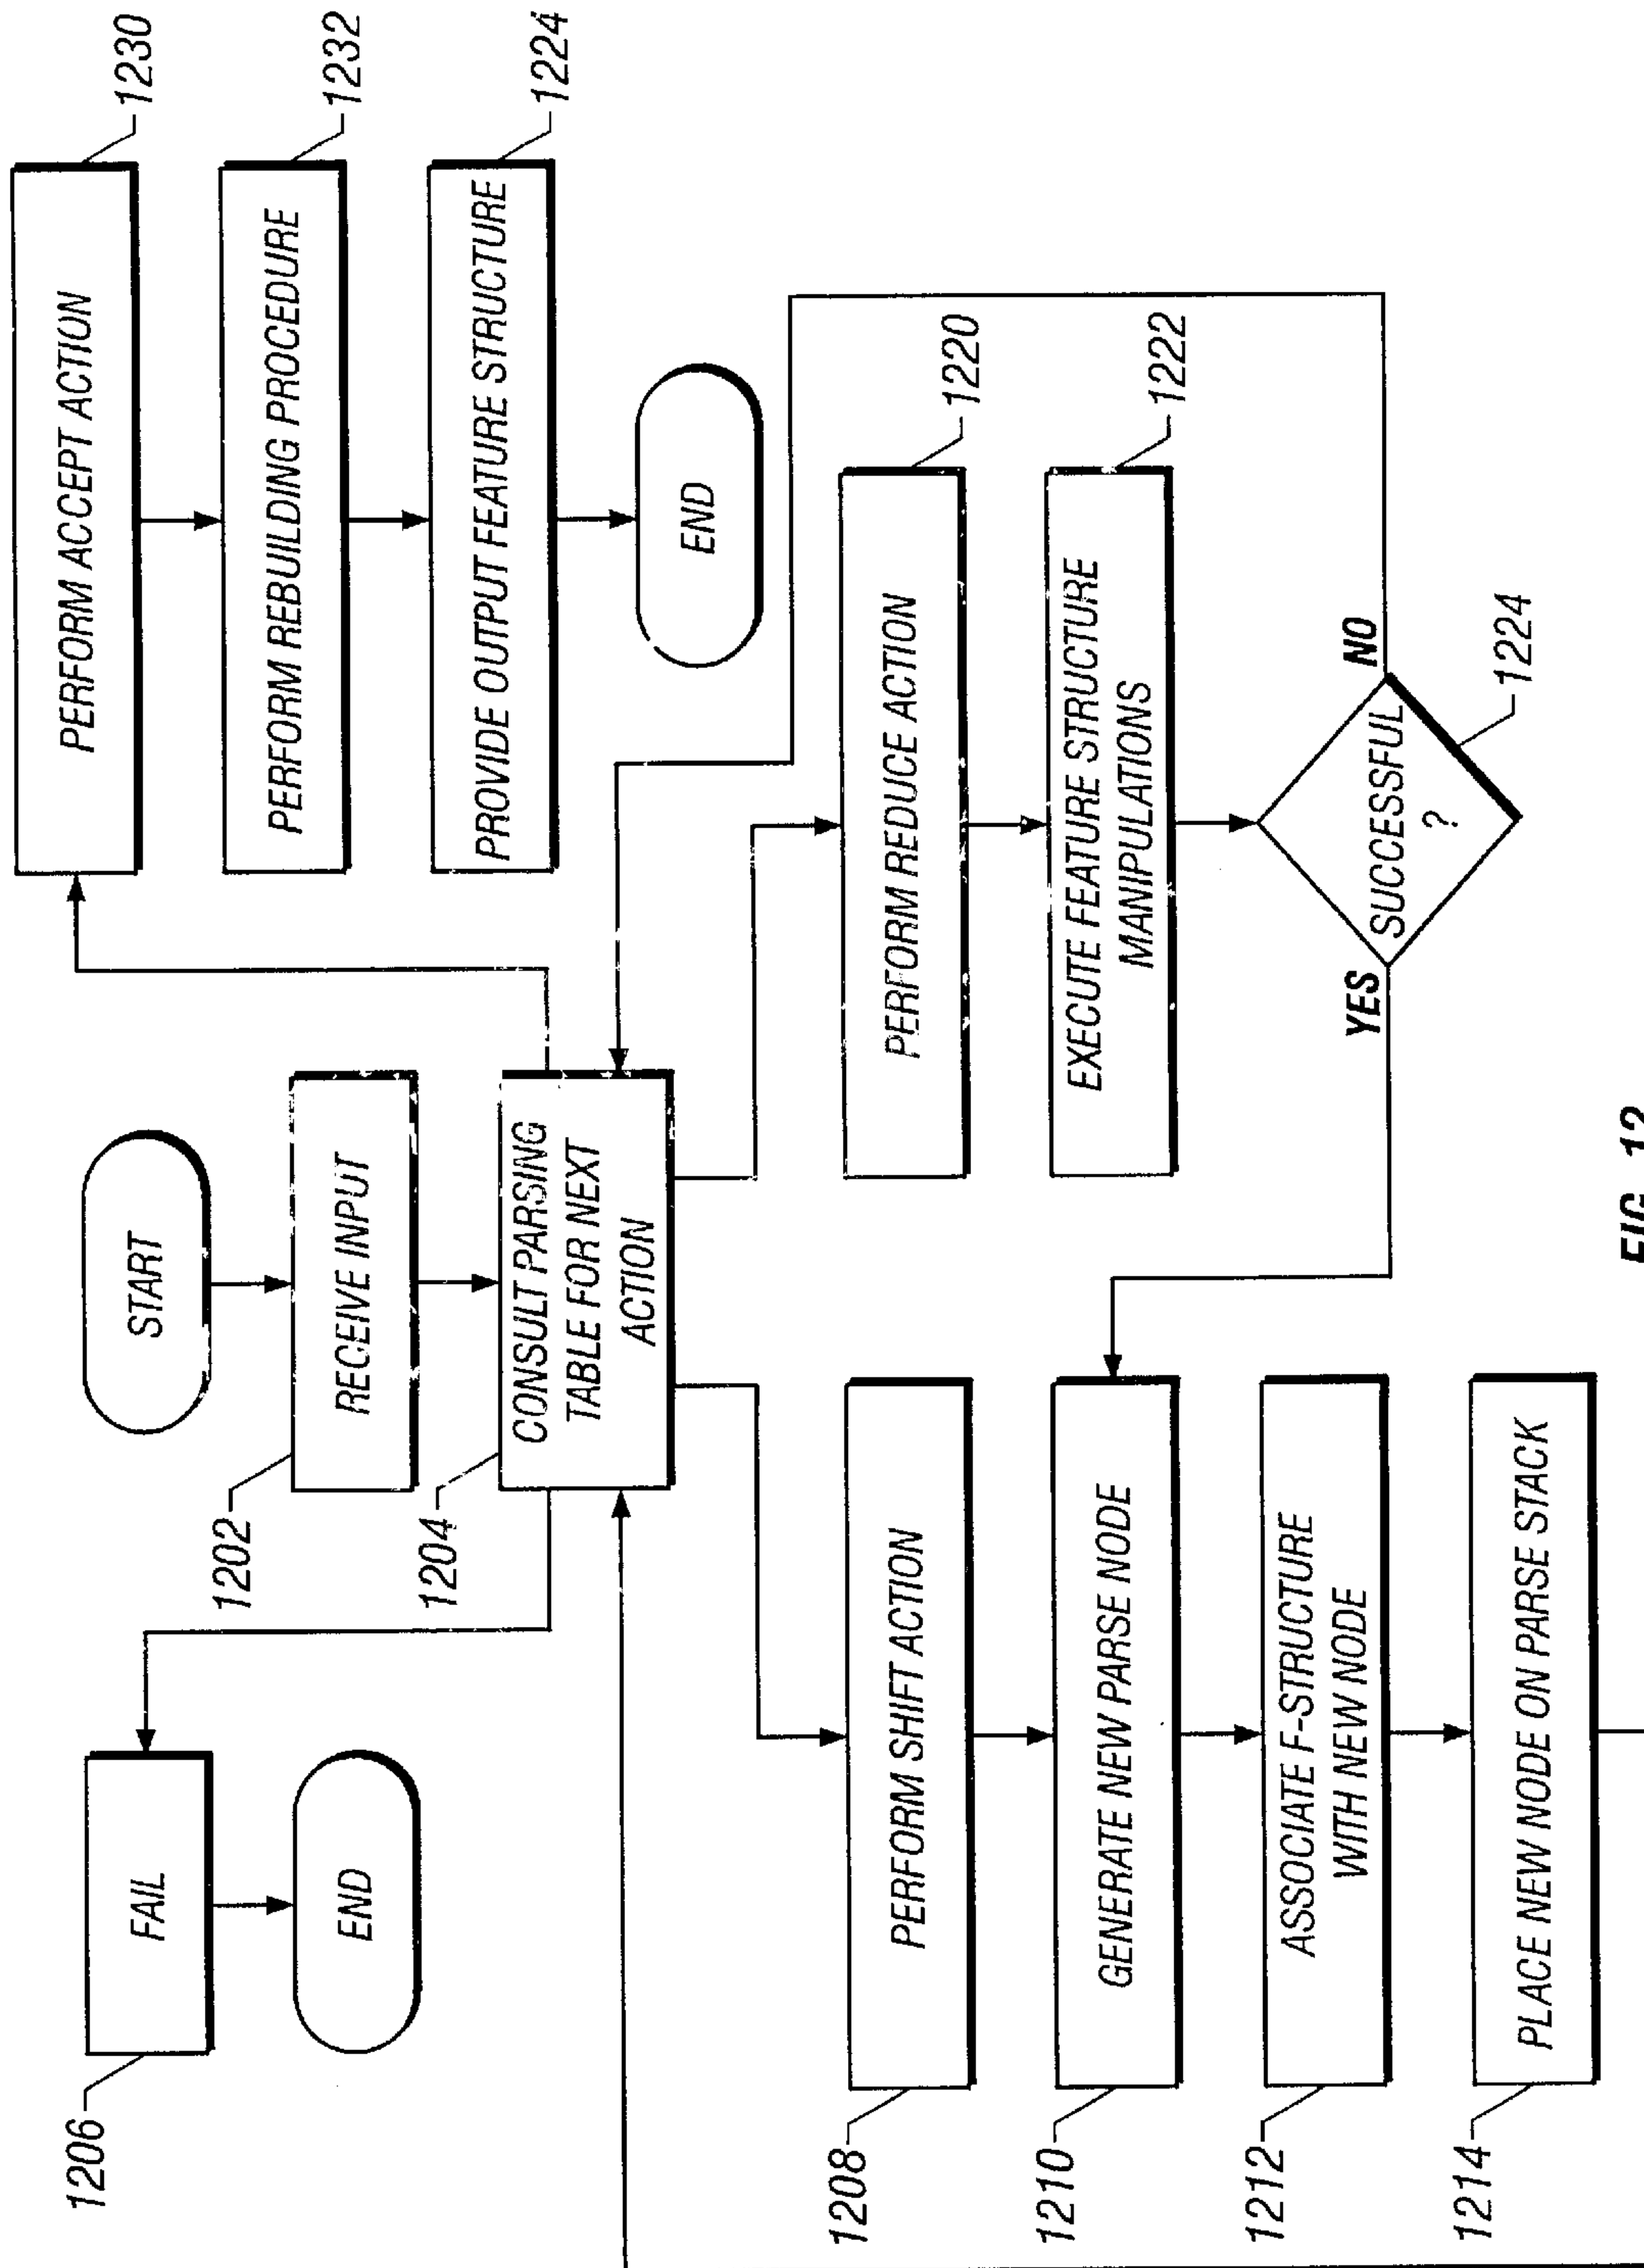 START
RECEIVE INPUT
1202
CONSULT PARSING
TABLE FOR NEXT
ACTION
1204
FAIL
1206
END
PERFORM ACCEPT ACTION
1230
PERFORM REBUILDING PROCEDURE
1232
PROVIDE OUTPUT FEATURE STRUCTURE
1224
END
PERFORM SHIFT ACTION
1208
GENERATE NEW PARSE NODE
1210
ASSOCIATE F-STRUCTURE
WITH NEW NODE
1212
PLACE NEW NODE ON PARSE STACK
1214
PERFORM REDUCE ACTION
1220
EXECUTE FEATURE STRUCTURE
MANIPULATIONS
1222
YES
SUCCESSFUL
?
NO
1224
FIG. 12